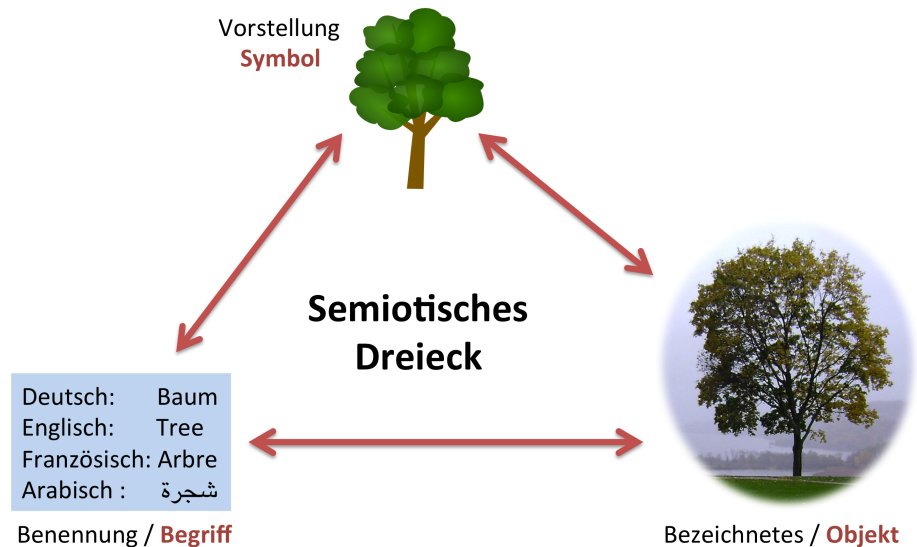 Vorstellung
Symbol
Semiotisches
Dreieck
Deutsch: Baum
Englisch: Tree
Französisch: Arbre
Arabisch : شجرة
Benennung / Begriff
Bezeichnetes / Objekt